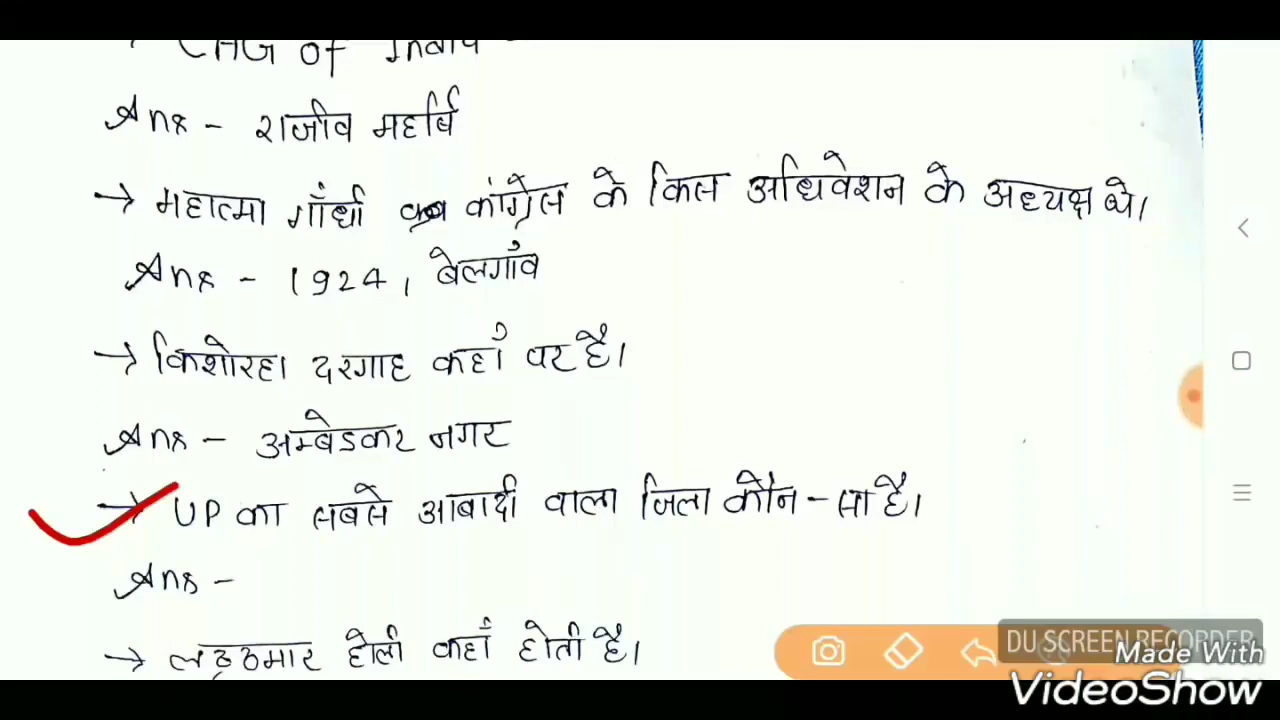 CAG of India
Ans - राजीव महर्षि
→ महात्मा गाँधी कांग्रेस के किस अधिवेशन के अध्यक्ष थे।
Ans - 1924, बेलगाँव
→ किशोरहा दरगाह कहाँ पर है।
Ans - अम्बेडकर नगर
→ UP का सबसे आबादी वाला जिला कौन-सा है।
Ans -
→ लट्ठमार होली कहाँ होती है।
DU SCREEN RECORDER
Made With
VideoShow